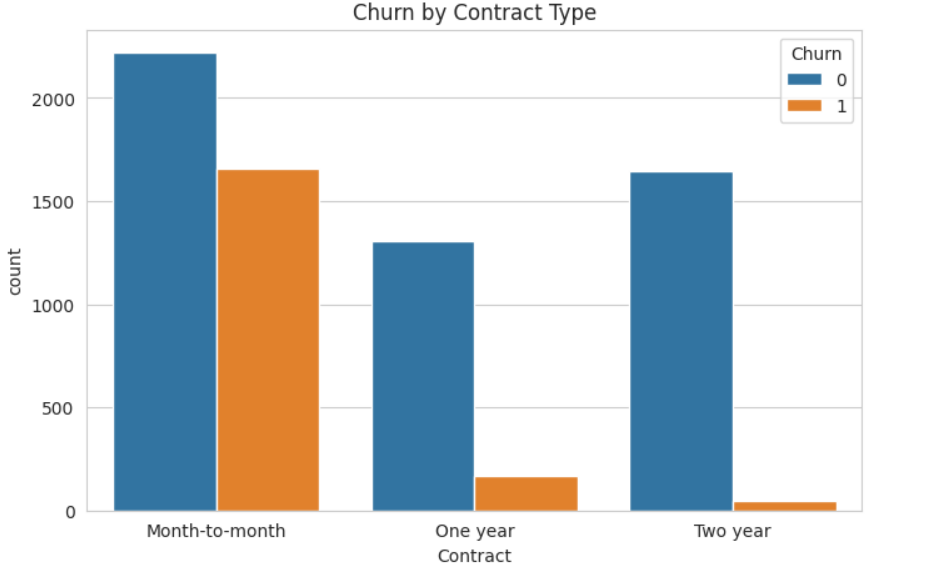 Churn by Contract Type
Churn
0
1
2000
1500
1000
500
0
count
Month-to-month
One year
Two year
Contract